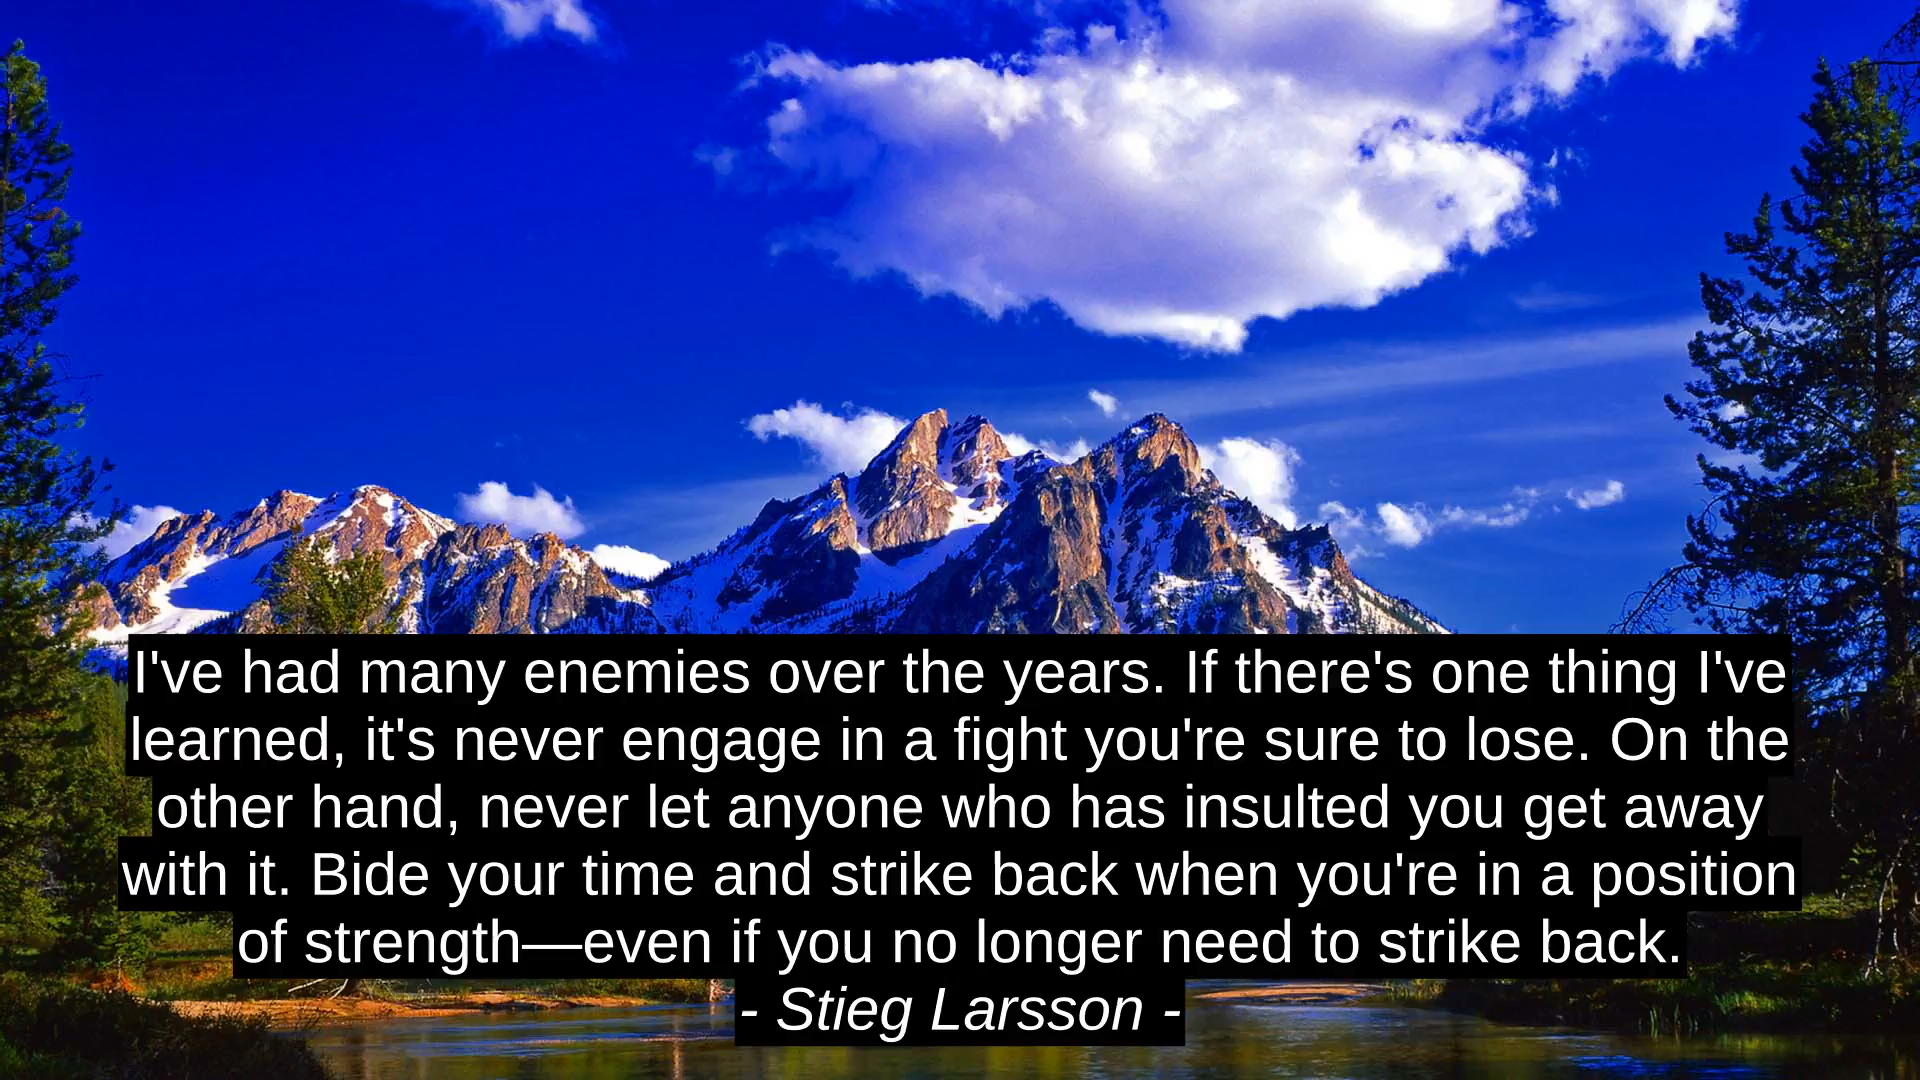 I've had many enemies over the years. If there's one thing I've
learned, it's never engage in a fight you're sure to lose. On the
other hand, never let anyone who has insulted you get away
with it. Bide your time and strike back when you're in a position
of strength—even if you no longer need to strike back.
- Stieg Larsson -